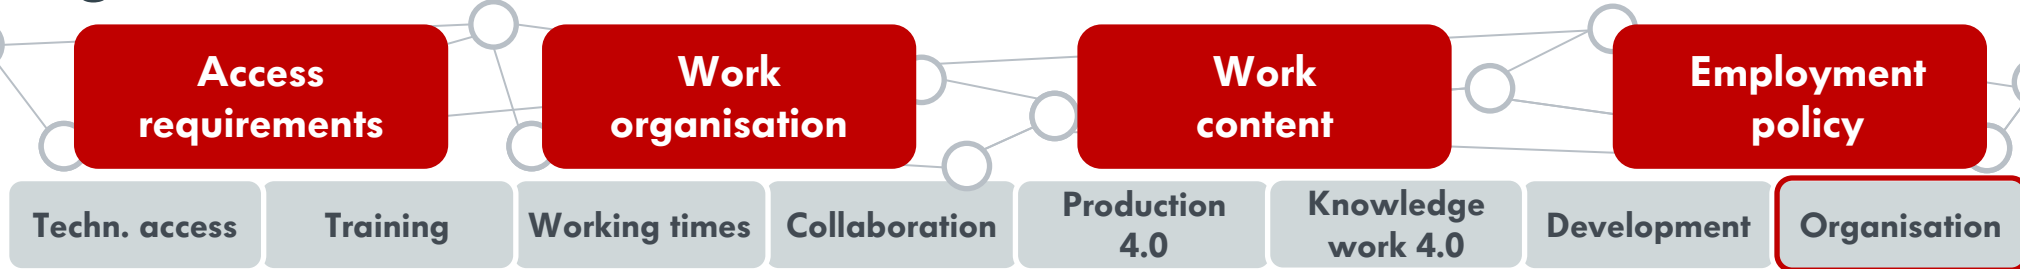 Access
requirements
Work
organisation
Work
content
Employment
policy
Techn. access
Training
Working times
Collaboration
Production
4.0
Knowledge
work 4.0
Development
Organisation